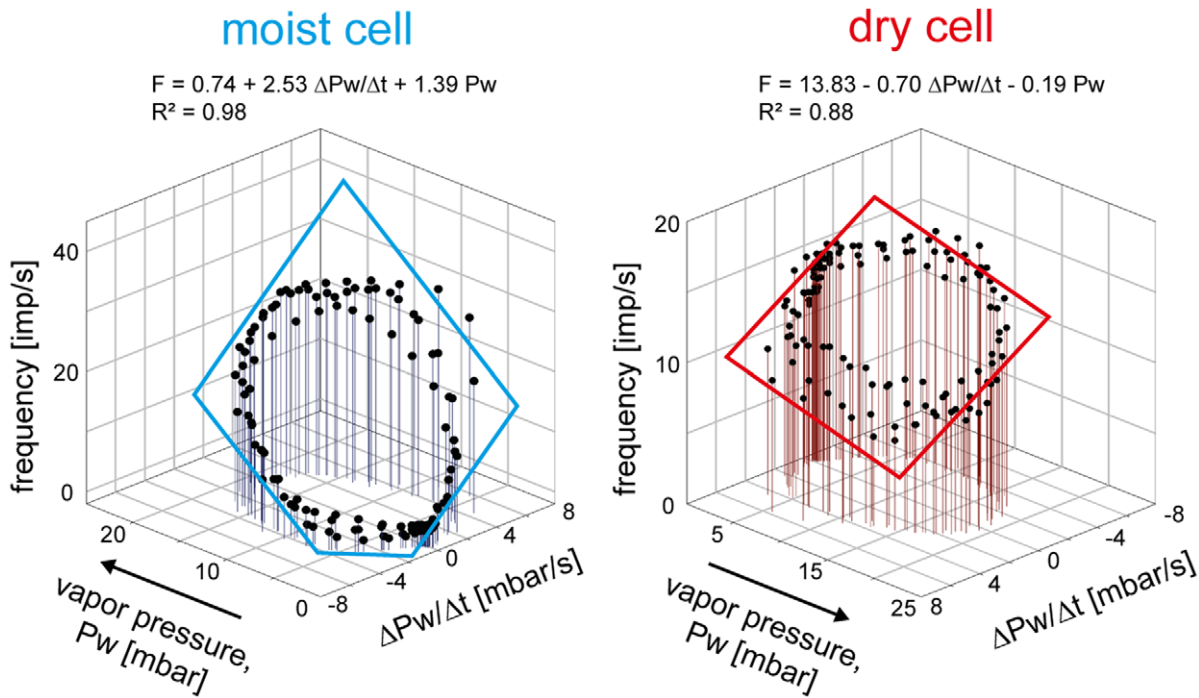 moist cell
F = 0.74 + 2.53 ΔPw/Δt + 1.39 Pw
R² = 0.98
frequency [imp/s]
40
20
0
20
10
0
-8
-4
0
4
8
vapor pressure,
Pw [mbar]
ΔPw/Δt [mbar/s]
dry cell
F = 13.83 - 0.70 ΔPw/Δt - 0.19 Pw
R² = 0.88
frequency [imp/s]
20
10
0
5
15
25
8
4
0
-4
-8
vapor pressure,
Pw [mbar]
ΔPw/Δt [mbar/s]